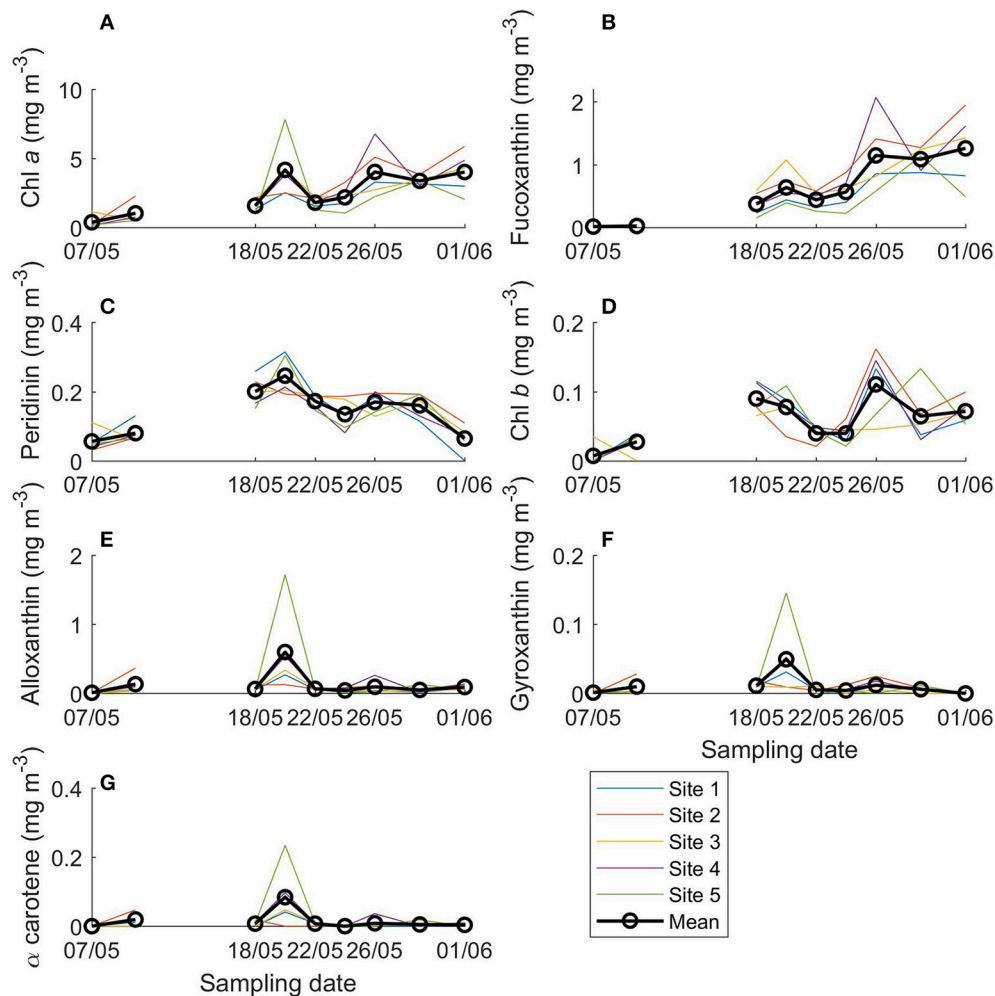 A
Chl a (mg m-3)
10
5
0
07/05 18/05 22/05 26/05 01/06
B
Fucoxanthin (mg m-3)
2
1
0
07/05 18/05 22/05 26/05 01/06
C
Peridinin (mg m-3)
0.4
0.2
0
07/05 18/05 22/05 26/05 01/06
D
Chl b (mg m-3)
0.2
0.1
0
07/05 18/05 22/05 26/05 01/06
E
Alloxanthin (mg m-3)
2
1
0
07/05 18/05 22/05 26/05 01/06
F
Gyroxanthin (mg m-3)
0.2
0.1
0
07/05 18/05 22/05 26/05 01/06
Sampling date
G
α carotene (mg m-3)
0.4
0.2
0
07/05 18/05 22/05 26/05 01/06
Sampling date
Site 1
Site 2
Site 3
Site 4
Site 5
Mean